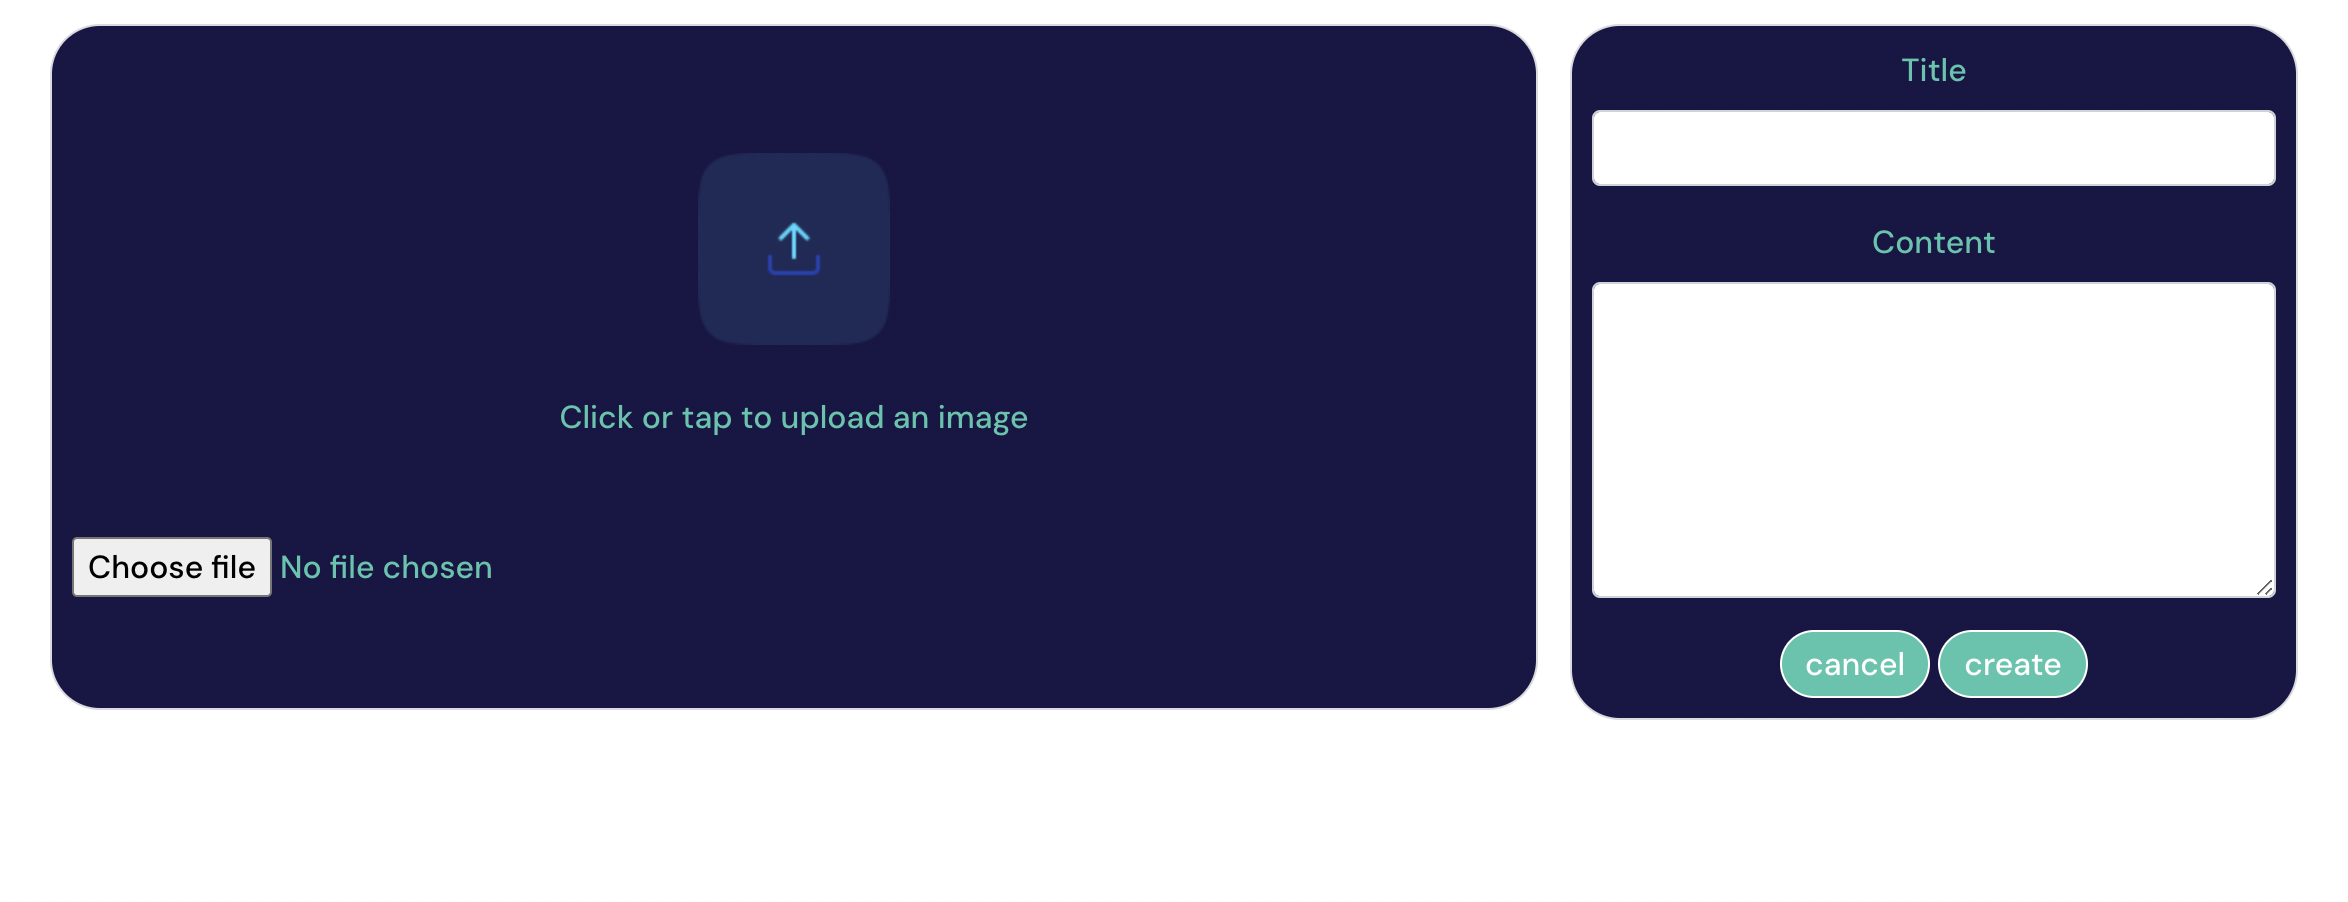 Click or tap to upload an image
Choose file No file chosen
Title
Content
cancel create